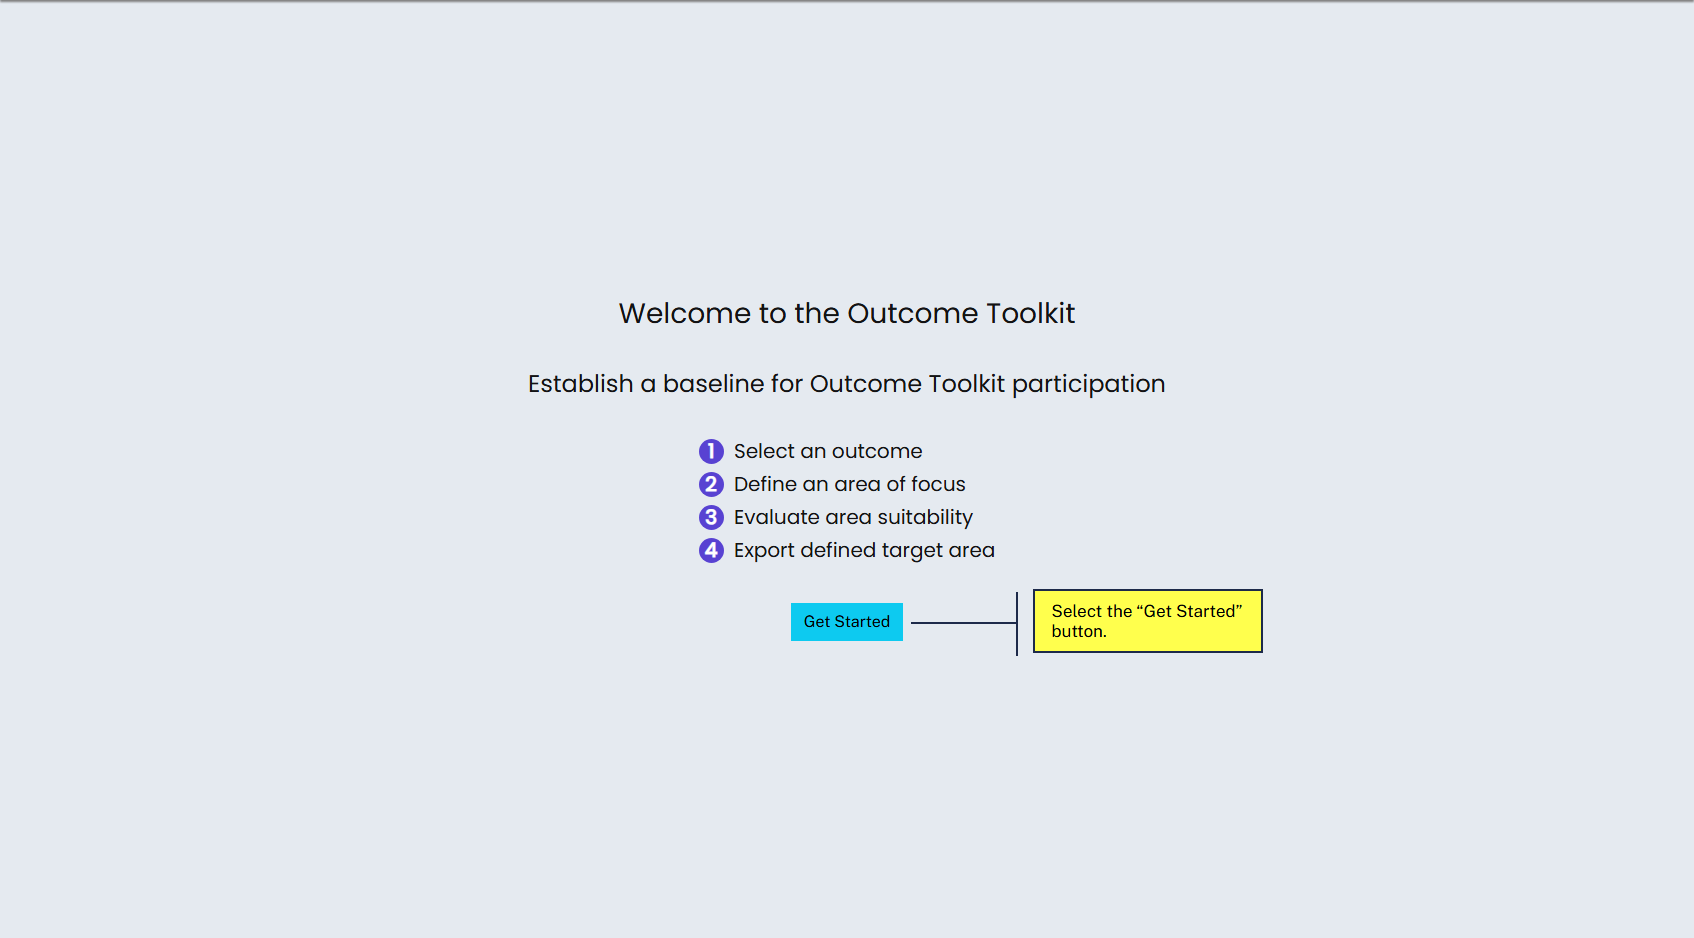 Welcome to the Outcome Toolkit
Establish a baseline for Outcome Toolkit participation
1 Select an outcome
2 Define an area of focus
3 Evaluate area suitability
4 Export defined target area
Get Started
Select the “Get Started”
button.